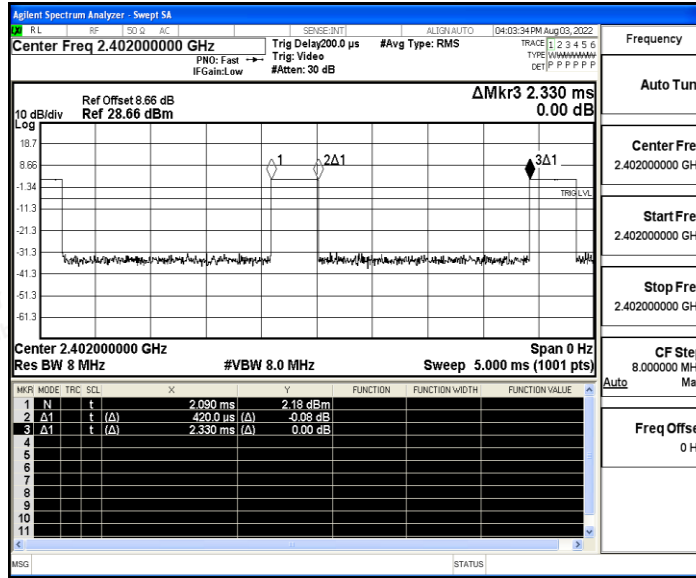 Agilent Spectrum Analyzer - Swept SA
RL RF 50 Ω AC SENSE:INT ALIGNAUTO 04:03:34 PM Aug 03, 2022
Center Freq 2.402000000 GHz
Trig Delay200.0 µs #Avg Type: RMS
TRACE 1 2 3 4 5 6
PNO: Fast Trig: Video
TYPE W
IFGain:Low #Atten: 30 dB
DET P P P P P P
Frequency
Auto Tun
ΔMkr3 2.330 ms
0.00 dB
Ref Offset 8.66 dB
10 dB/div Ref 28.66 dBm
Log
18.7
8.66
-1.34
-11.3
-21.3
-31.3
-41.3
-51.3
-61.3
1
2Δ1
3Δ1
TRIG LVL
Center Fre
2.402000000 GH
Start Fre
2.402000000 GH
Stop Fre
2.402000000 GH
CF Ste
8.000000 MH
Auto Ma
Freq Offse
0 H
Center 2.402000000 GHz Span 0 Hz
Res BW 8 MHz #VBW 8.0 MHz Sweep 5.000 ms (1001 pts)
MKR MODE TRC SCL X Y FUNCTION FUNCTION WIDTH FUNCTION VALUE
1 N t 2.090 ms 2.18 dBm
2 Δ1 t (Δ) 420.0 µs (Δ) -0.08 dB
3 Δ1 t (Δ) 2.330 ms (Δ) 0.00 dB
4
5
6
7
8
9
10
11
MSG STATUS